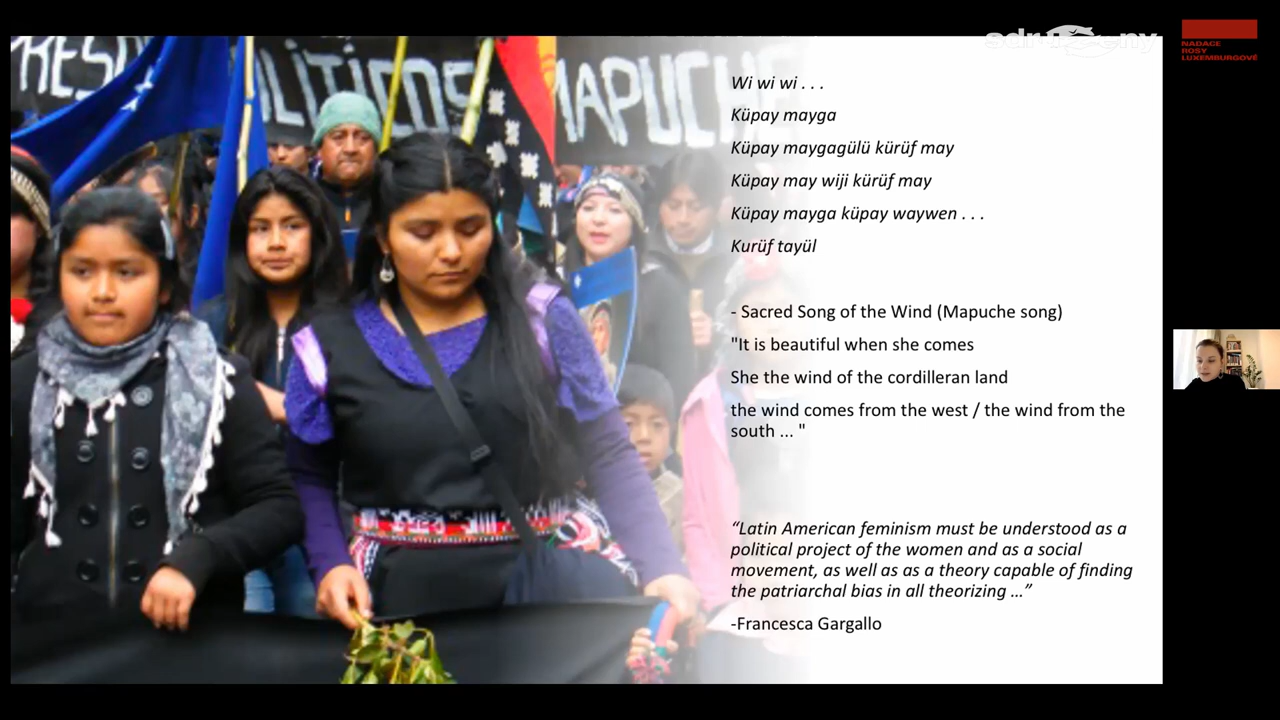 POLÍTICOS MAPUCHE
Wi wi wi . . .
Küpay mayga
Küpay maygagülü kürüf may
Küpay may wiji kürüf may
Küpay mayga küpay waywen . . .
Kurüf tayül
- Sacred Song of the Wind (Mapuche song)
"It is beautiful when she comes
She the wind of the cordilleran land
the wind comes from the west / the wind from the
south ... "
“Latin American feminism must be understood as a
political project of the women and as a social
movement, as well as as a theory capable of finding
the patriarchal bias in all theorizing …”
-Francesca Gargallo
NADACE
ROSY
LUXEMBURGOVÉ